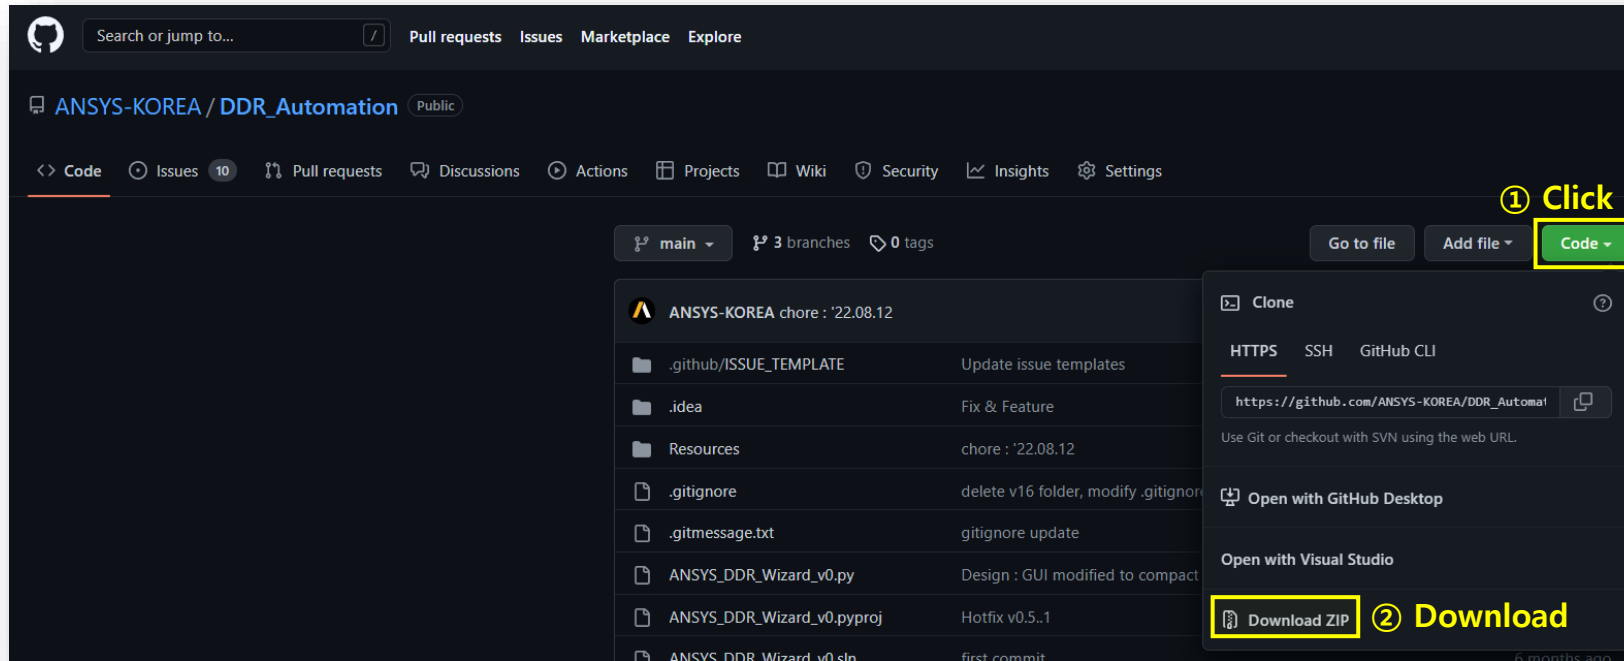 Search or jump to... /
Pull requests Issues Marketplace Explore
ANSYS-KOREA / DDR_Automation Public
Code Issues 10 Pull requests Discussions Actions Projects Wiki Security Insights Settings
① Click
main 3 branches 0 tags Go to file Add file Code
ANSYS-KOREA chore : '22.08.12
.github/ISSUE_TEMPLATE Update issue templates
.idea Fix & Feature
Resources chore : '22.08.12
.gitignore delete v16 folder, modify .gitignore
.gitmessage.txt gitignore update
ANSYS_DDR_Wizard_v0.py Design : GUI modified to compact
ANSYS_DDR_Wizard_v0.pyproj Hotfix v0.5..1
ANSYS_DDR_Wizard_v0.sln first commit 6 months ago
Clone
HTTPS SSH GitHub CLI
https://github.com/ANSYS-KOREA/DDR_Automat
Use Git or checkout with SVN using the web URL.
Open with GitHub Desktop
Open with Visual Studio
Download ZIP ② Download